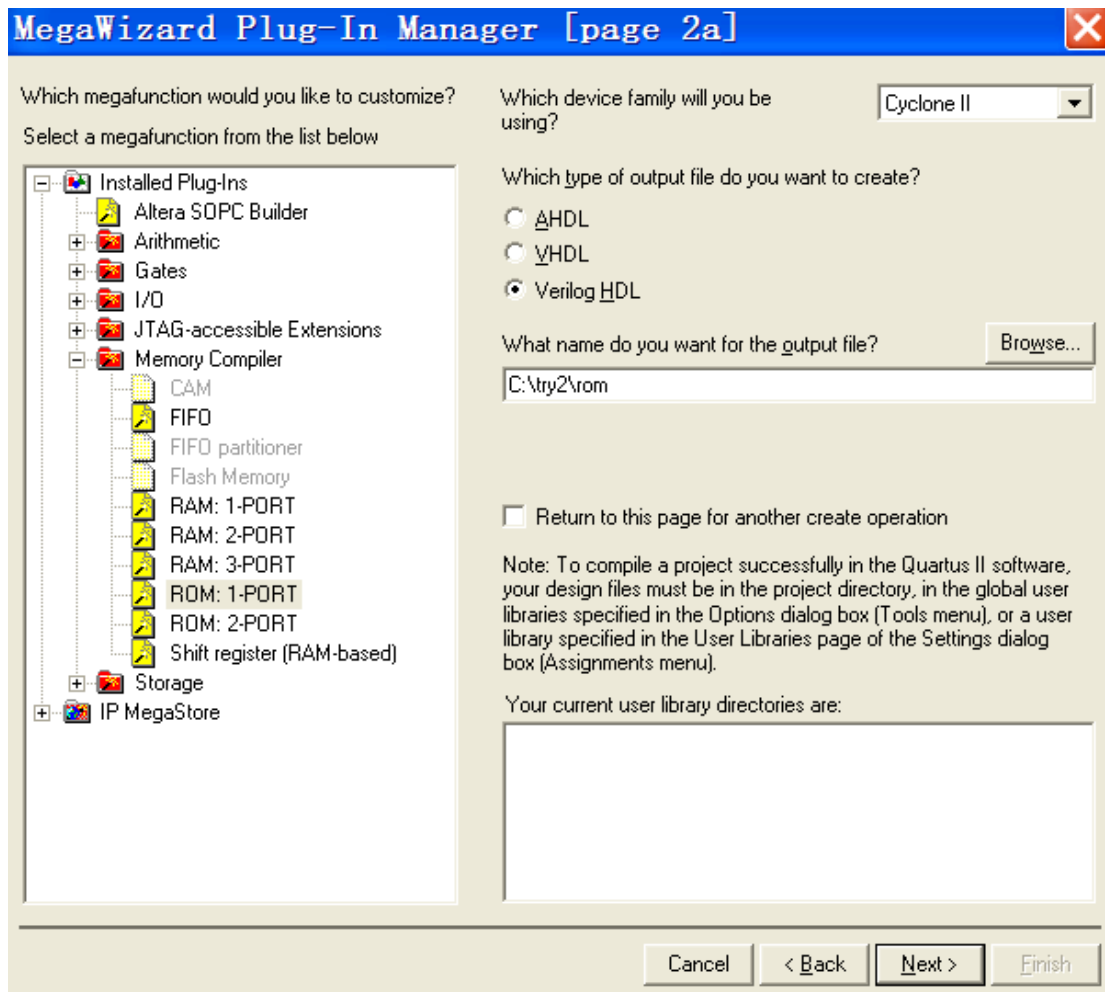 MegaWizard Plug-In Manager [page 2a]
Which megafunction would you like to customize?
Select a megafunction from the list below
Installed Plug-Ins
Altera SOPC Builder
Arithmetic
Gates
I/O
JTAG-accessible Extensions
Memory Compiler
CAM
FIFO
FIFO partitioner
Flash Memory
RAM: 1-PORT
RAM: 2-PORT
RAM: 3-PORT
ROM: 1-PORT
ROM: 2-PORT
Shift register (RAM-based)
Storage
IP MegaStore
Which device family will you be
using?
Cyclone II
Which type of output file do you want to create?
AHDL
VHDL
Verilog HDL
What name do you want for the output file?
Browse...
C:\try2\rom
Return to this page for another create operation
Note: To compile a project successfully in the Quartus II software,
your design files must be in the project directory, in the global user
libraries specified in the Options dialog box (Tools menu), or a user
library specified in the User Libraries page of the Settings dialog
box (Assignments menu).
Your current user library directories are:
Cancel
< Back
Next >
Finish